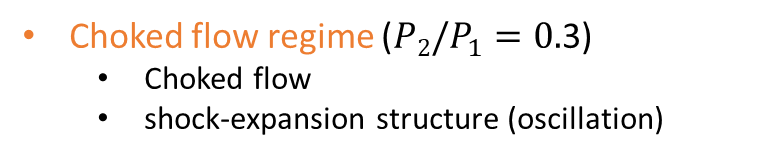 • Choked flow regime (𝑃₂/𝑃₁ = 0.3)
• Choked flow
• shock-expansion structure (oscillation)